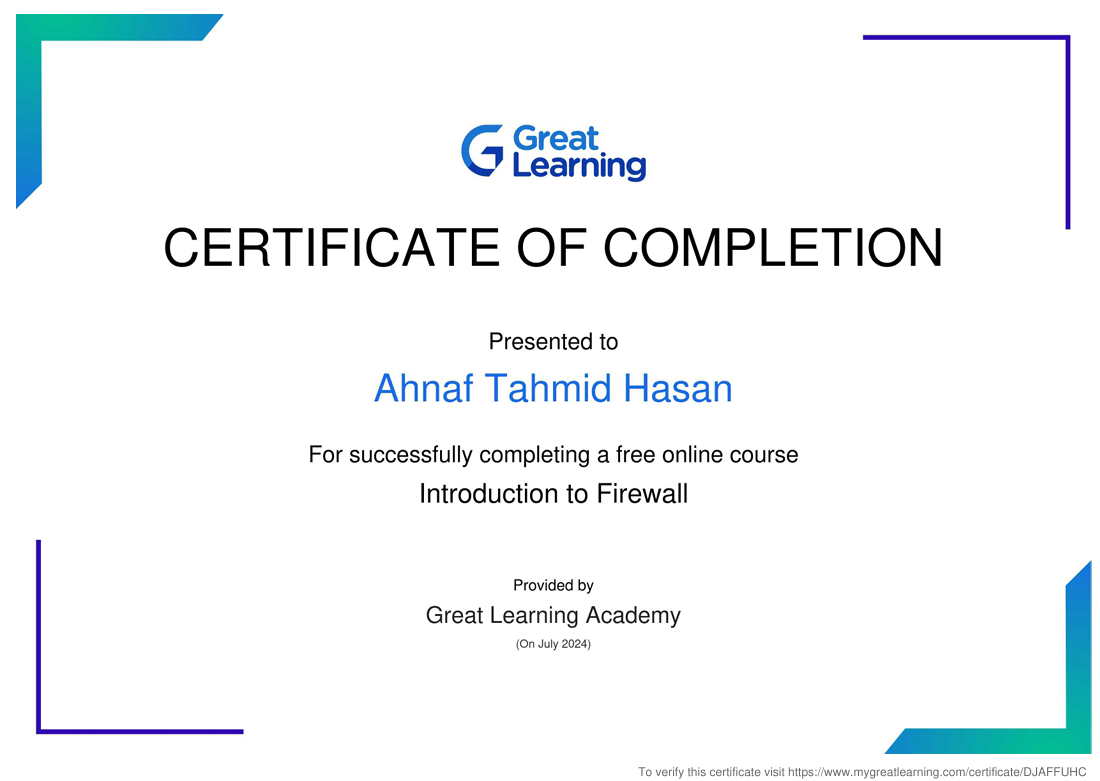 Great
Learning
CERTIFICATE OF COMPLETION
Presented to
Ahnaf Tahmid Hasan
For successfully completing a free online course
Introduction to Firewall
Provided by
Great Learning Academy
(On July 2024)
To verify this certificate visit https://www.mygreatlearning.com/certificate/DJAFFUHC